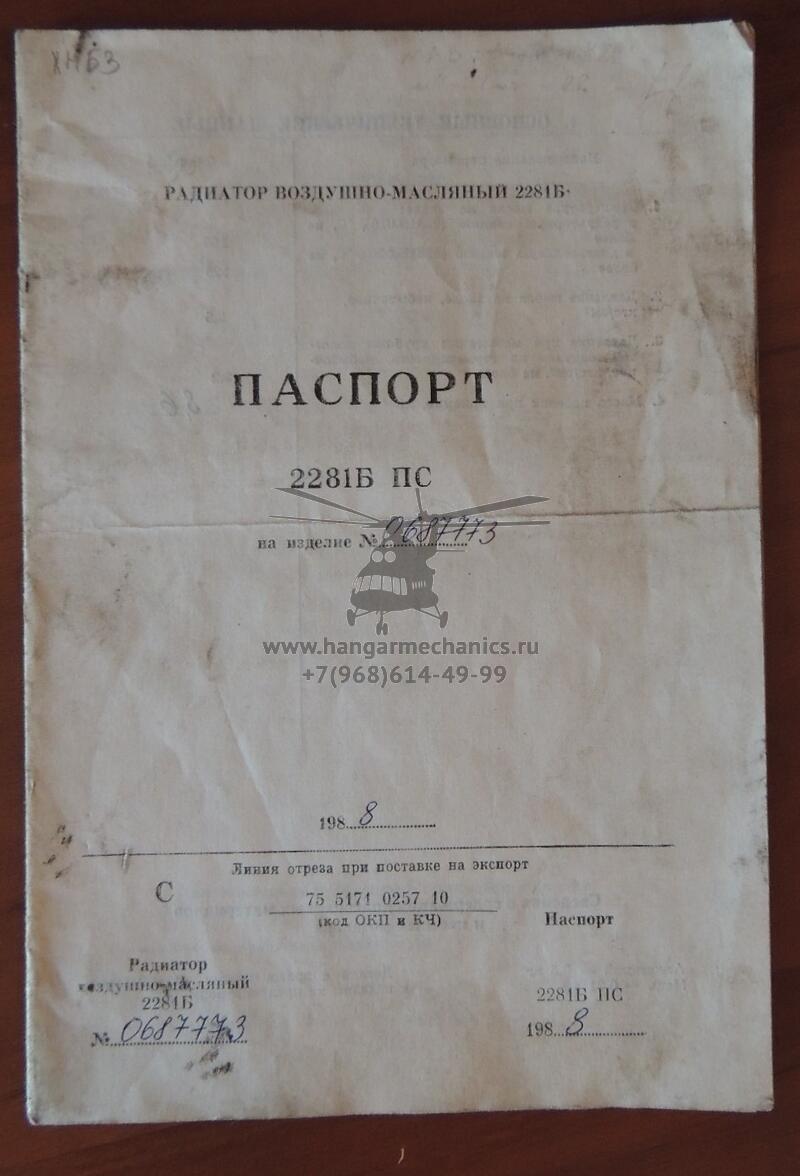 ХН63
РАДИАТОР ВОЗДУШНО-МАСЛЯНЫЙ 2281Б
ПАСПОРТ
2281Б ПС
на изделие № 0687773
www.hangarmechanics.ru
+7(968)614-49-99
198 8
Линия отреза при поставке на экспорт
С
75 5171 0257 10
(код ОКП и КЧ)
Паспорт
Радиатор
воздушно-масляный
2281Б
№ 0687773
2281Б ПС
198 8